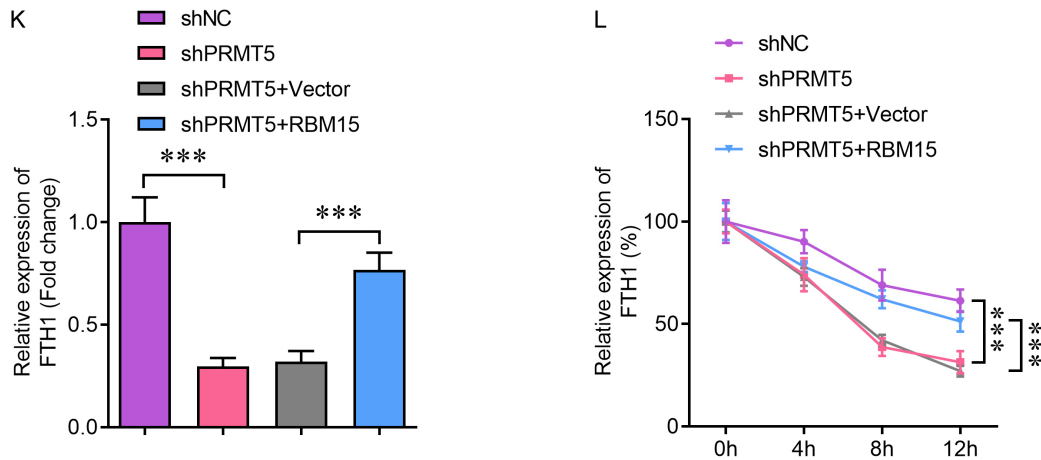 K
shNC
shPRMT5
shPRMT5+Vector
shPRMT5+RBM15
Relative expression of
FTH1 (Fold change)
1.5
1.0
0.5
0.0
***
***
L
shNC
shPRMT5
shPRMT5+Vector
shPRMT5+RBM15
Relative expression of
FTH1 (%)
150
100
50
0
0h 4h 8h 12h
***
***